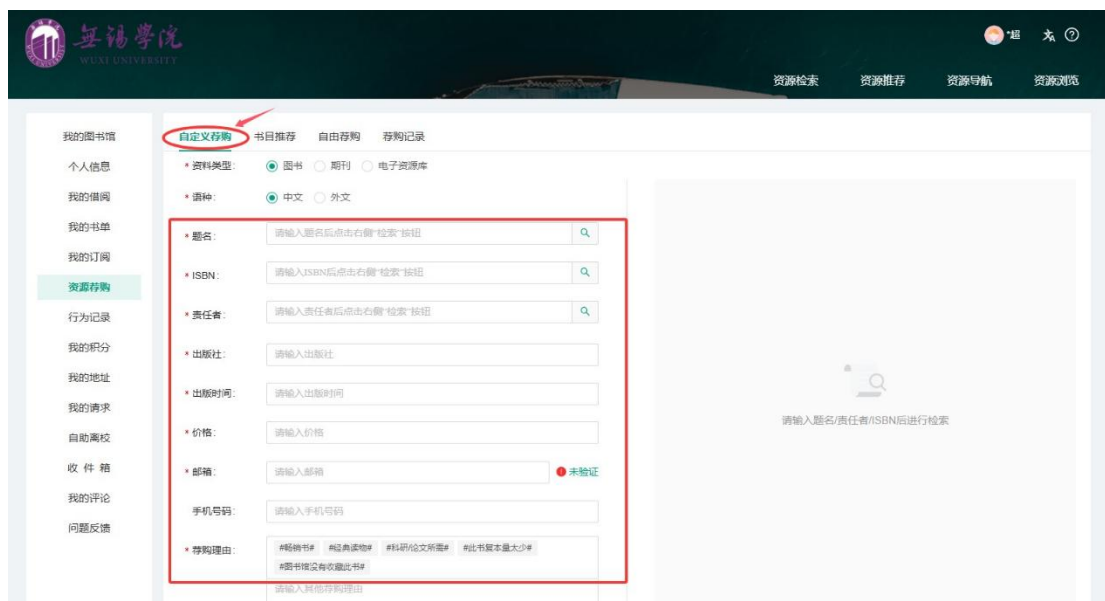 無锡學院
WUXI UNIVERSITY
*超
资源检索 资源推荐 资源导航 资源浏览
我的图书馆
个人信息
我的借阅
我的书单
我的订阅
资源荐购
行为记录
我的积分
我的地址
我的请求
自助离校
收 件 箱
我的评论
问题反馈
自定义荐购 书目推荐 自由荐购 荐购记录
* 资料类型: 图书 期刊 电子资源库
* 语种: 中文 外文
* 题名: 请输入题名后点击右侧“检索”按钮
* ISBN: 请输入ISBN后点击右侧“检索”按钮
* 责任者: 请输入责任者后点击右侧“检索”按钮
* 出版社: 请输入出版社
* 出版时间: 请输入出版时间
* 价格: 请输入价格
* 邮箱: 请输入邮箱 未验证
手机号码: 请输入手机号码
* 荐购理由: #畅销书# #经典读物# #科研/论文所需# #此书复本量太少#
#图书馆没有收藏此书#
请输入其他荐购理由
请输入题名/责任者/ISBN后进行检索